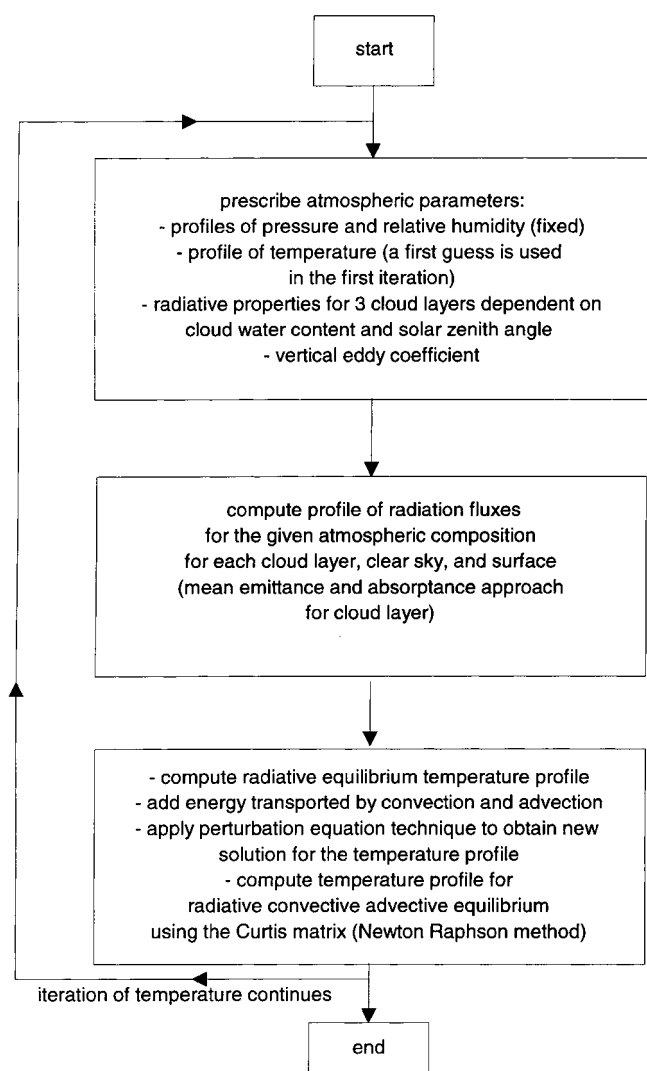 start
prescribe atmospheric parameters:
- profiles of pressure and relative humidity (fixed)
- profile of temperature (a first guess is used
in the first iteration)
- radiative properties for 3 cloud layers dependent on
cloud water content and solar zenith angle
- vertical eddy coefficient
compute profile of radiation fluxes
for the given atmospheric composition
for each cloud layer, clear sky, and surface
(mean emittance and absorptance approach
for cloud layer)
- compute radiative equilibrium temperature profile
- add energy transported by convection and advection
- apply perturbation equation technique to obtain new
solution for the temperature profile
- compute temperature profile for
radiative convective advective equilibrium
using the Curtis matrix (Newton Raphson method)
iteration of temperature continues
end